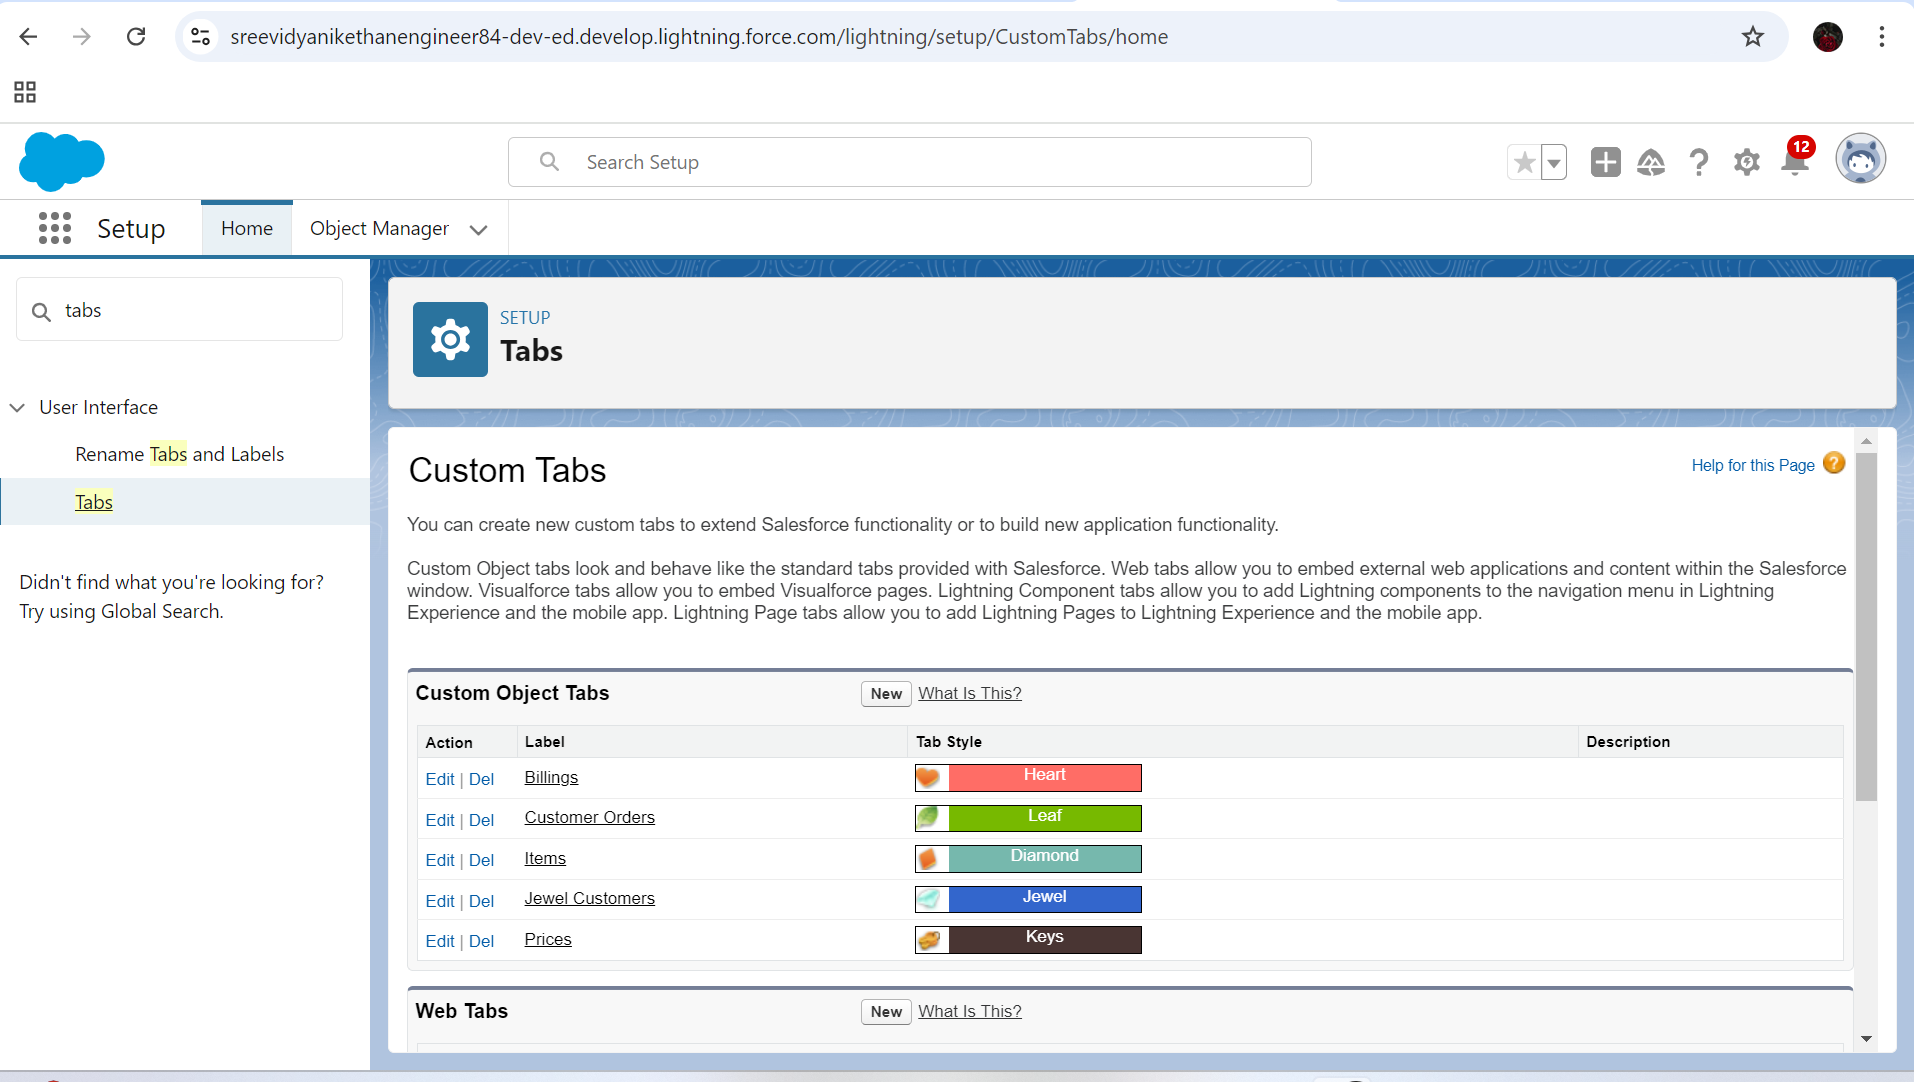 sreevidyanikethanengineer84-dev-ed.develop.lightning.force.com/lightning/setup/CustomTabs/home
Search Setup
12
Setup
Home
Object Manager
tabs
User Interface
Rename Tabs and Labels
Tabs
Didn't find what you're looking for?
Try using Global Search.
SETUP
Tabs
Custom Tabs
Help for this Page ?
You can create new custom tabs to extend Salesforce functionality or to build new application functionality.
Custom Object tabs look and behave like the standard tabs provided with Salesforce. Web tabs allow you to embed external web applications and content within the Salesforce
window. Visualforce tabs allow you to embed Visualforce pages. Lightning Component tabs allow you to add Lightning components to the navigation menu in Lightning
Experience and the mobile app. Lightning Page tabs allow you to add Lightning Pages to Lightning Experience and the mobile app.
Custom Object Tabs New What Is This?
Action Label Tab Style Description
Edit | Del Billings Heart
Edit | Del Customer Orders Leaf
Edit | Del Items Diamond
Edit | Del Jewel Customers Jewel
Edit | Del Prices Keys
Web Tabs New What Is This?